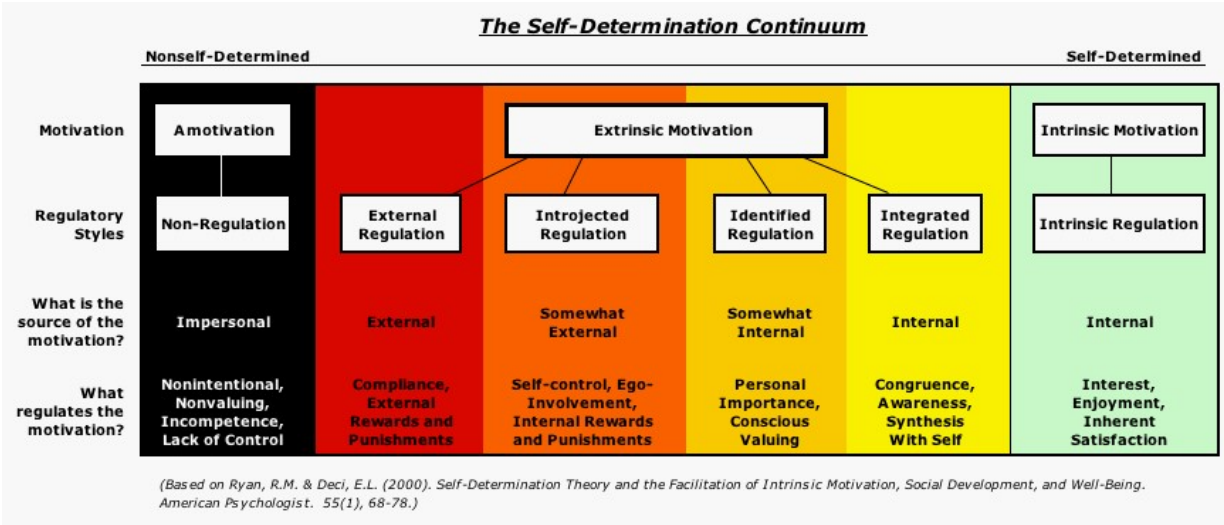 The Self-Determination Continuum
Nonself-Determined
Self-Determined
Motivation
Amotivation
Extrinsic Motivation
Intrinsic Motivation
Regulatory
Styles
Non-Regulation
External
Regulation
Introjected
Regulation
Identified
Regulation
Integrated
Regulation
Intrinsic Regulation
What is the
source of the
motivation?
Impersonal
External
Somewhat
External
Somewhat
Internal
Internal
Internal
What
regulates the
motivation?
Nonintentional,
Nonvaluing,
Incompetence,
Lack of Control
Compliance,
External
Rewards and
Punishments
Self-control, Ego-
Involvement,
Internal Rewards
and Punishments
Personal
Importance,
Conscious
Valuing
Congruence,
Awareness,
Synthesis
With Self
Interest,
Enjoyment,
Inherent
Satisfaction
(Based on Ryan, R.M. & Deci, E.L. (2000). Self-Determination Theory and the Facilitation of Intrinsic Motivation, Social Development, and Well-Being.
American Psychologist. 55(1), 68-78.)